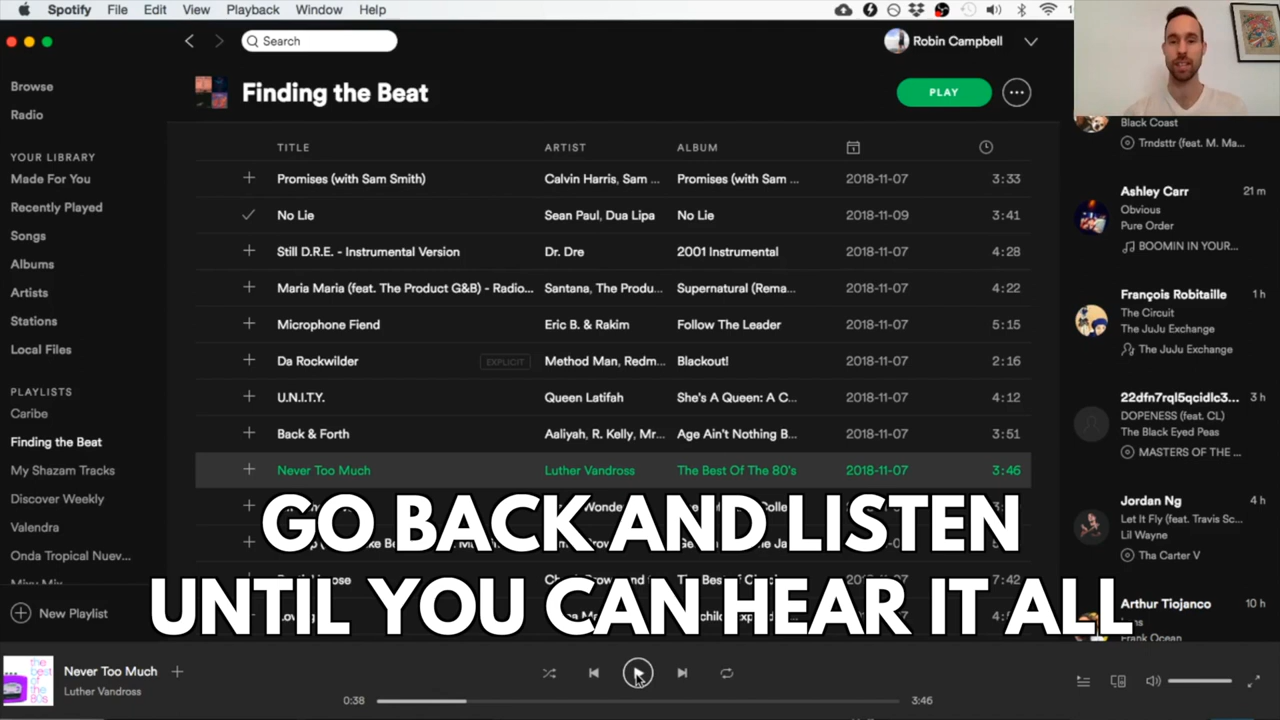 Spotify File Edit View Playback Window Help
Search
Robin Campbell
Finding the Beat
PLAY
Browse
Radio
YOUR LIBRARY
Made For You
Recently Played
Songs
Albums
Artists
Stations
Local Files
PLAYLISTS
Caribe
Finding the Beat
My Shazam Tracks
Discover Weekly
Valendra
Onda Tropical Nuev...
New Playlist
TITLE ARTIST ALBUM
Promises (with Sam Smith) Calvin Harris, Sam ... Promises (with Sam ... 2018-11-07 3:33
No Lie Sean Paul, Dua Lipa No Lie 2018-11-09 3:41
Still D.R.E. - Instrumental Version Dr. Dre 2001 Instrumental 2018-11-07 4:28
Maria Maria (feat. The Product G&B) - Radio... Santana, The Produ... Supernatural (Rema... 2018-11-07 4:22
Microphone Fiend Eric B. & Rakim Follow The Leader 2018-11-07 5:15
Da Rockwilder EXPLICIT Method Man, Redm... Blackout! 2018-11-07 2:16
U.N.I.T.Y. Queen Latifah She's A Queen: A C... 2018-11-07 4:12
Back & Forth Aaliyah, R. Kelly, Mr... Age Ain't Nothing B... 2018-11-07 3:51
Never Too Much Luther Vandross The Best Of The 80's 2018-11-07 3:46
GO BACK AND LISTEN
UNTIL YOU CAN HEAR IT ALL
Black Coast
Trndsttr (feat. M. Ma...
Ashley Carr 21 m
Obvious
Pure Order
BOOMIN IN YOUR...
François Robitaille 1 h
The Circuit
The JuJu Exchange
The JuJu Exchange
22dfn7rql5qcidlc3... 3 h
DOPENESS (feat. CL)
The Black Eyed Peas
MASTERS OF THE ...
Jordan Ng 4 h
Let It Fly (feat. Travis Sc...
Lil Wayne
Tha Carter V
Arthur Tiojanco 10 h
Frank Ocean
Never Too Much
Luther Vandross
0:38 3:46